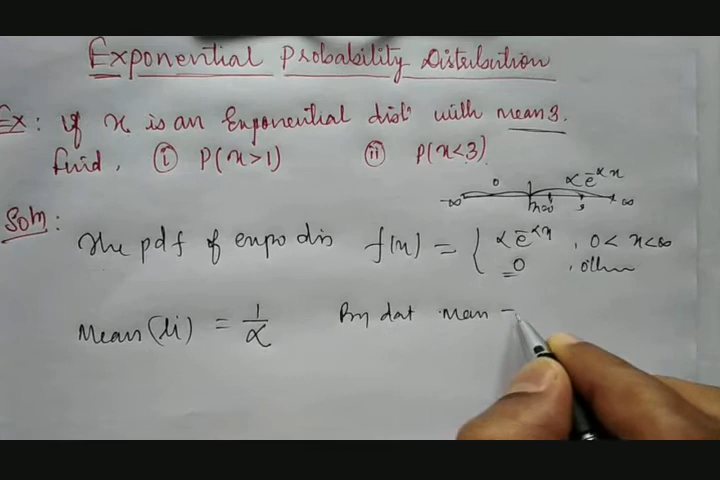 Exponential Probability Distribution
Ex: if x is an Exponential dist with mean 3.
find, (i) P(x>1) (ii) P(x<3)
0 αe^-αx
-∞ x=0 ∞
Soln:
The pdf of expo dis f(x) = { αe^-αx , 0 < x < ∞
0 , other
Mean (μ) = 1/α By dat Mean =